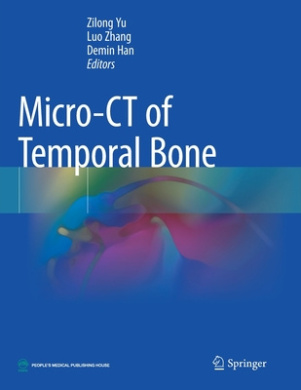 Zilong Yu
Luo Zhang
Demin Han
Editors
Micro-CT of
Temporal Bone
PEOPLE'S MEDICAL PUBLISHING HOUSE
Springer